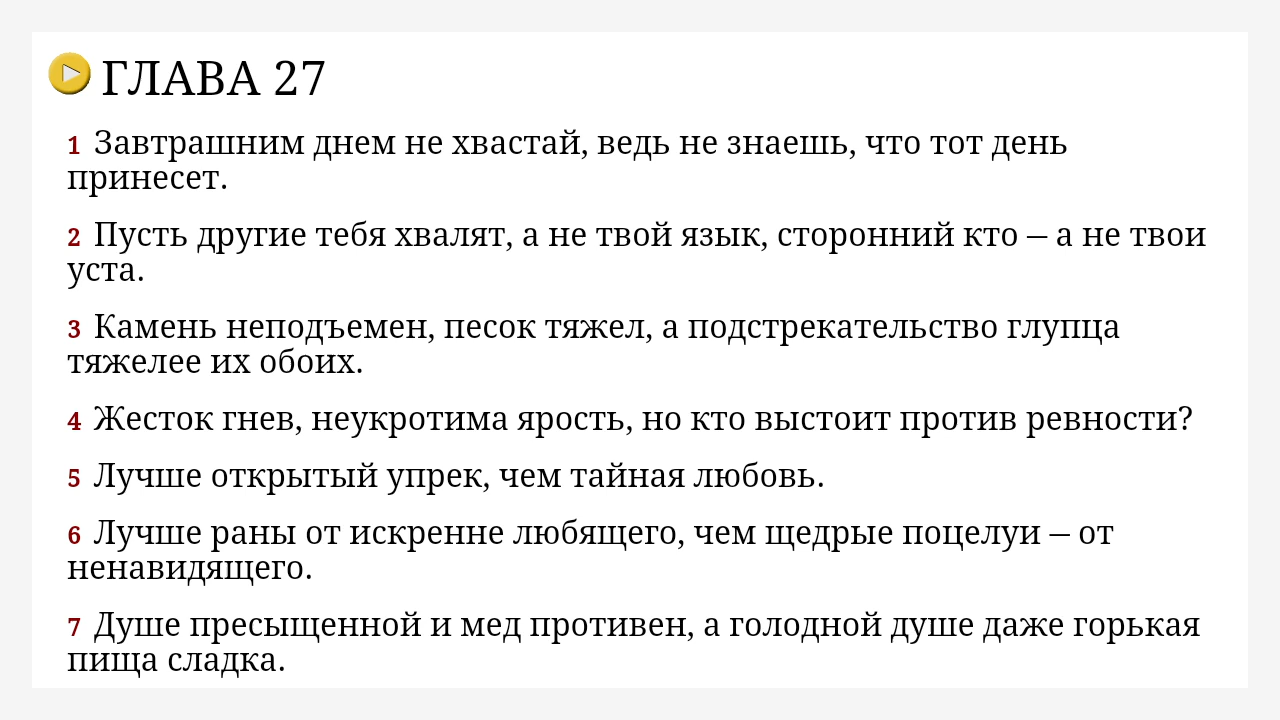 ГЛАВА 27
1 Завтрашним днем не хвастай, ведь не знаешь, что тот день
принесет.
2 Пусть другие тебя хвалят, а не твой язык, сторонний кто – а не твои
уста.
3 Камень неподъемен, песок тяжел, а подстрекательство глупца
тяжелее их обоих.
4 Жесток гнев, неукротима ярость, но кто выстоит против ревности?
5 Лучше открытый упрек, чем тайная любовь.
6 Лучше раны от искренне любящего, чем щедрые поцелуи – от
ненавидящего.
7 Душе пресыщенной и мед противен, а голодной душе даже горькая
пища сладка.